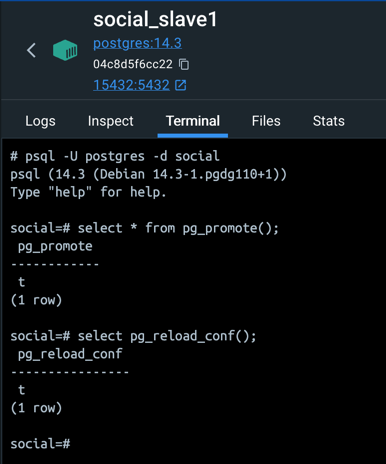 social_slave1
postgres:14.3
04c8d5f6cc22
15432:5432
Logs Inspect Terminal Files Stats
# psql -U postgres -d social
psql (14.3 (Debian 14.3-1.pgdg110+1))
Type "help" for help.
social=# select * from pg_promote();
pg_promote
------------
t
(1 row)
social=# select pg_reload_conf();
pg_reload_conf
----------------
t
(1 row)
social=#